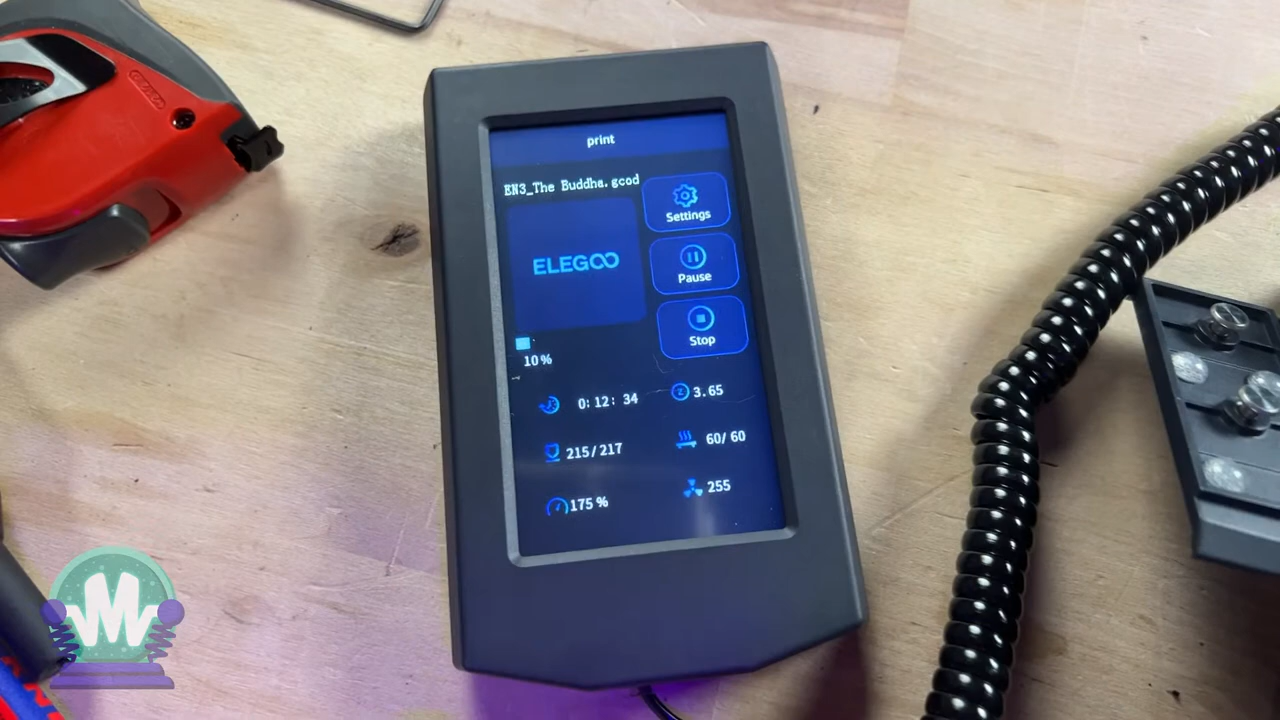 print
EN3_The Buddha.gcod
ELEGOO
Settings
Pause
Stop
10%
0: 12: 34
3.65
215/217
60/ 60
175%
255